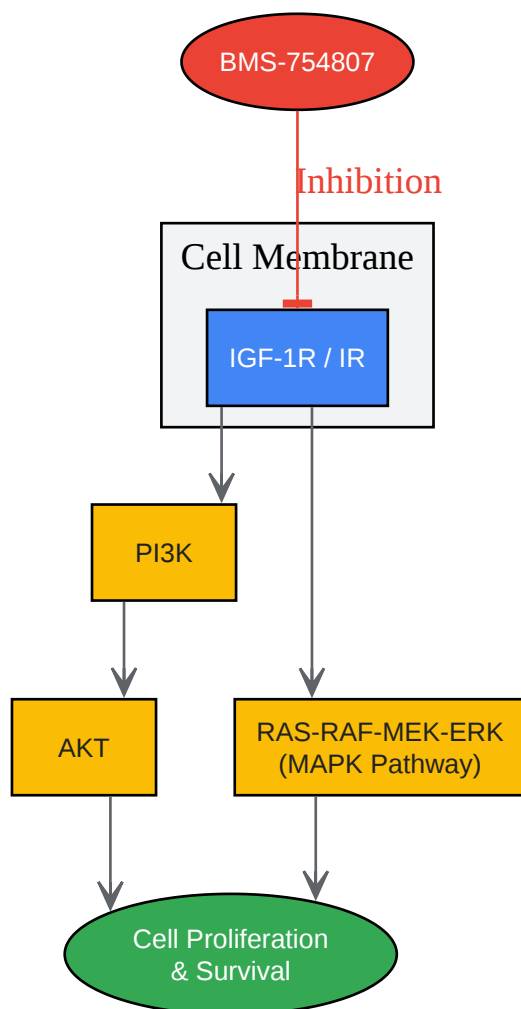 BMS-754807
Inhibition
Cell Membrane
IGF-1R / IR
PI3K
AKT
RAS-RAF-MEK-ERK
(MAPK Pathway)
Cell Proliferation
& Survival